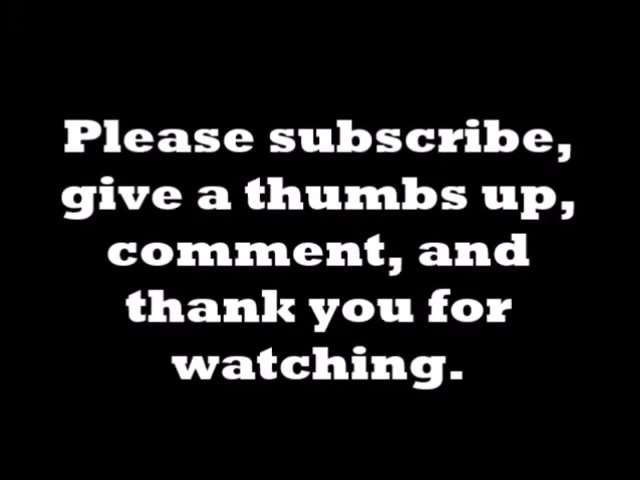 Please subscribe,
give a thumbs up,
comment, and
thank you for
watching.